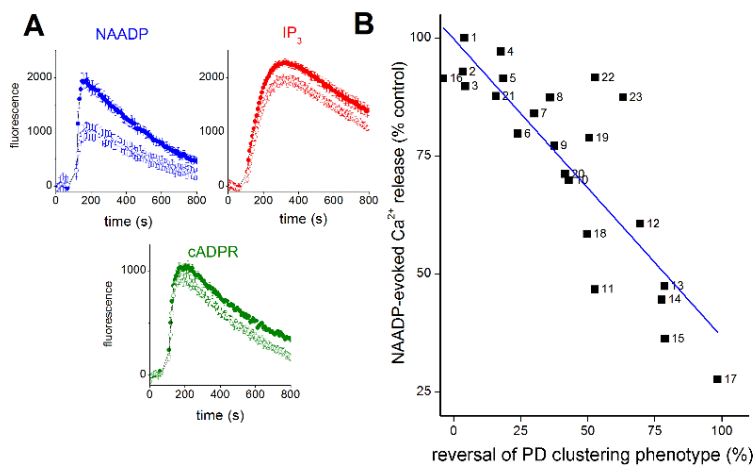 A
NAADP
fluorescence
2000
1000
0
0 200 400 600 800
time (s)
IP3
2000
1000
0
0 200 400 600 800
time (s)
cADPR
fluorescence
1000
0
0 200 400 600 800
time (s)
B
NAADP-evoked Ca2+ release (% control)
100
75
50
25
1
2
3
4
5
6
7
8
9
10
11
12
13
14
15
16
17
18
19
20
21
22
23
0 25 50 75 100
reversal of PD clustering phenotype (%)